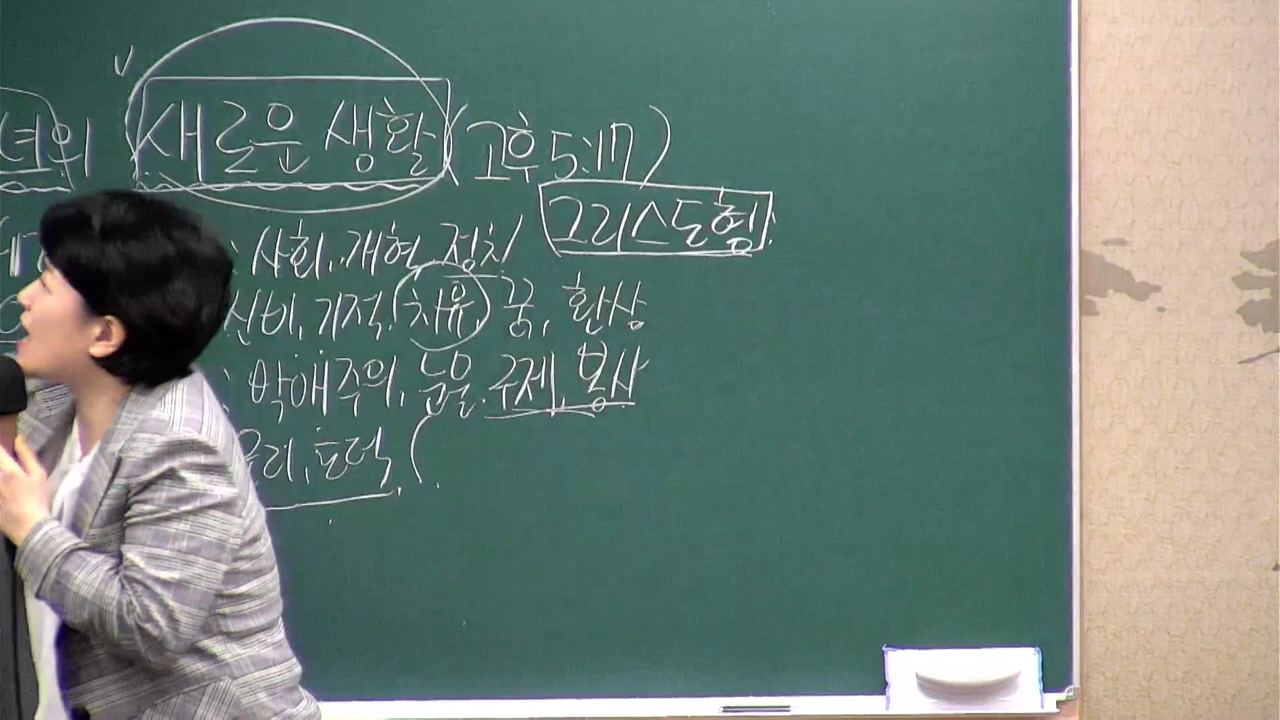 녀의 새로운 생활 (고후 5:17)
그리스도형
: 사회, 개혁, 정치
신비, 기적, 치유, 꿈, 환상
: 박애주의, 눈물, 구제, 봉사
윤리, 도덕, (